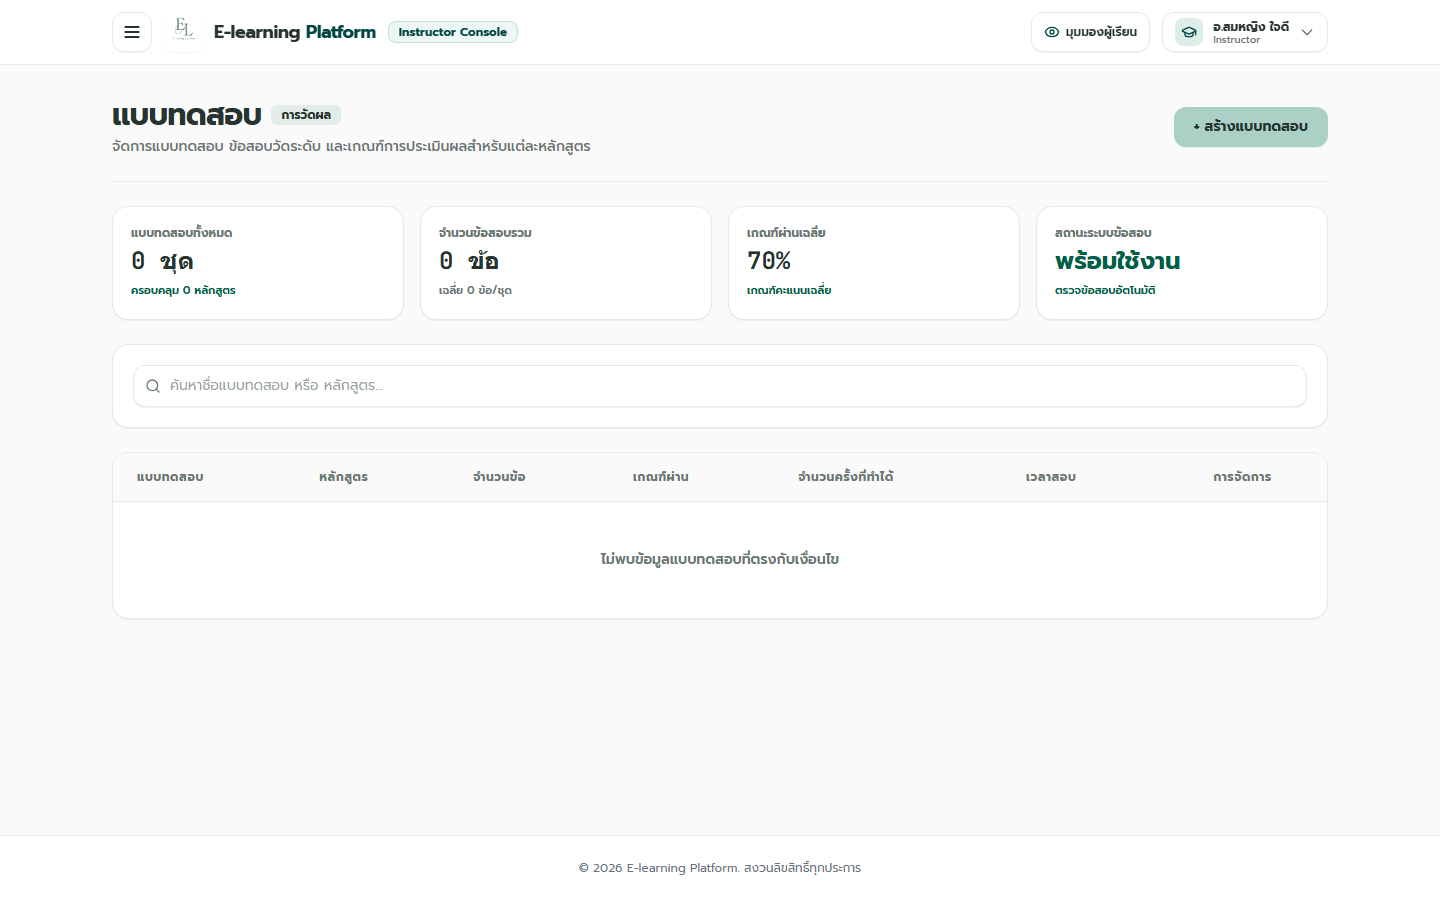 EL
E-learning Platform
Instructor Console
มุมมองผู้เรียน
อ.สมหญิง ใจดี
Instructor
แบบทดสอบ
การวัดผล
จัดการแบบทดสอบ ข้อสอบวัดระดับ และเกณฑ์การประเมินผลสำหรับแต่ละหลักสูตร
+ สร้างแบบทดสอบ
แบบทดสอบทั้งหมด
0 ชุด
ครอบคลุม 0 หลักสูตร
จำนวนข้อสอบรวม
0 ข้อ
เฉลี่ย 0 ข้อ/ชุด
เกณฑ์ผ่านเฉลี่ย
70%
เกณฑ์คะแนนเฉลี่ย
สถานะระบบข้อสอบ
พร้อมใช้งาน
ตรวจข้อสอบอัตโนมัติ
ค้นหาชื่อแบบทดสอบ หรือ หลักสูตร...
แบบทดสอบ หลักสูตร จำนวนข้อ เกณฑ์ผ่าน จำนวนครั้งที่ทำได้ เวลาสอบ การจัดการ
ไม่พบข้อมูลแบบทดสอบที่ตรงกับเงื่อนไข
© 2026 E-learning Platform. สงวนลิขสิทธิ์ทุกประการ